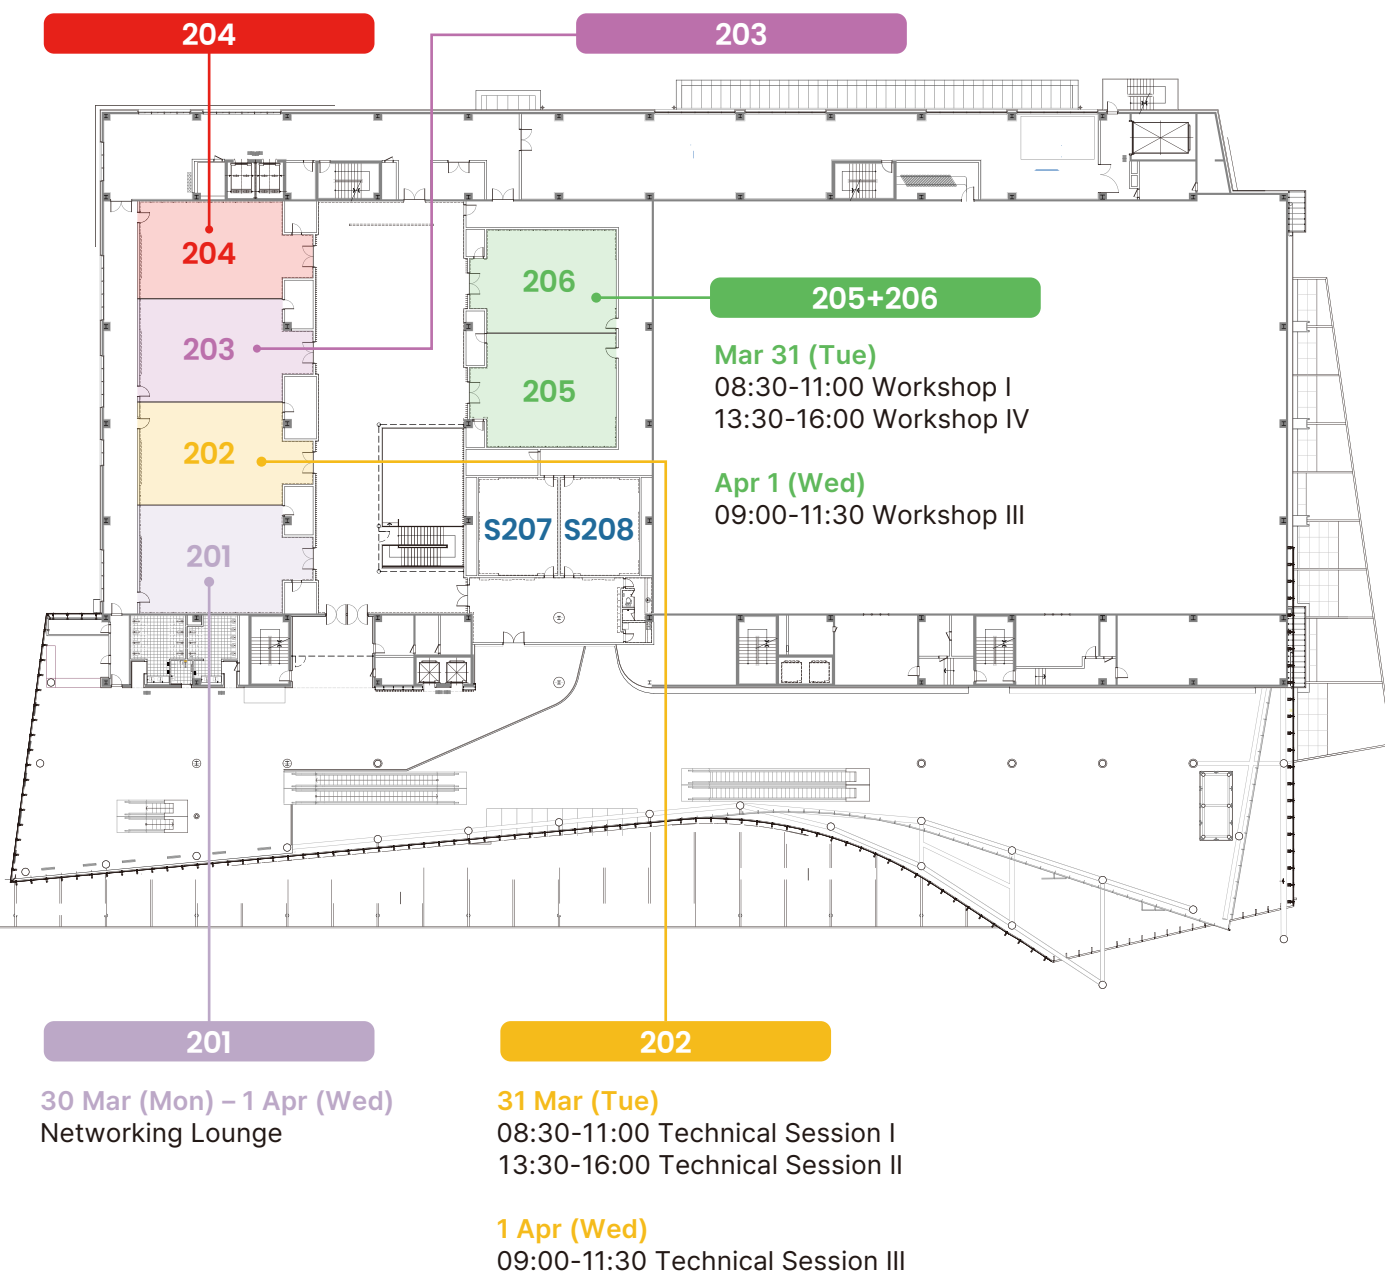 204
203
204
203
202
201
206
205
S207
S208
205+206
Mar 31 (Tue)
08:30-11:00 Workshop I
13:30-16:00 Workshop IV
Apr 1 (Wed)
09:00-11:30 Workshop III
201
30 Mar (Mon) – 1 Apr (Wed)
Networking Lounge
202
31 Mar (Tue)
08:30-11:00 Technical Session I
13:30-16:00 Technical Session II
1 Apr (Wed)
09:00-11:30 Technical Session III